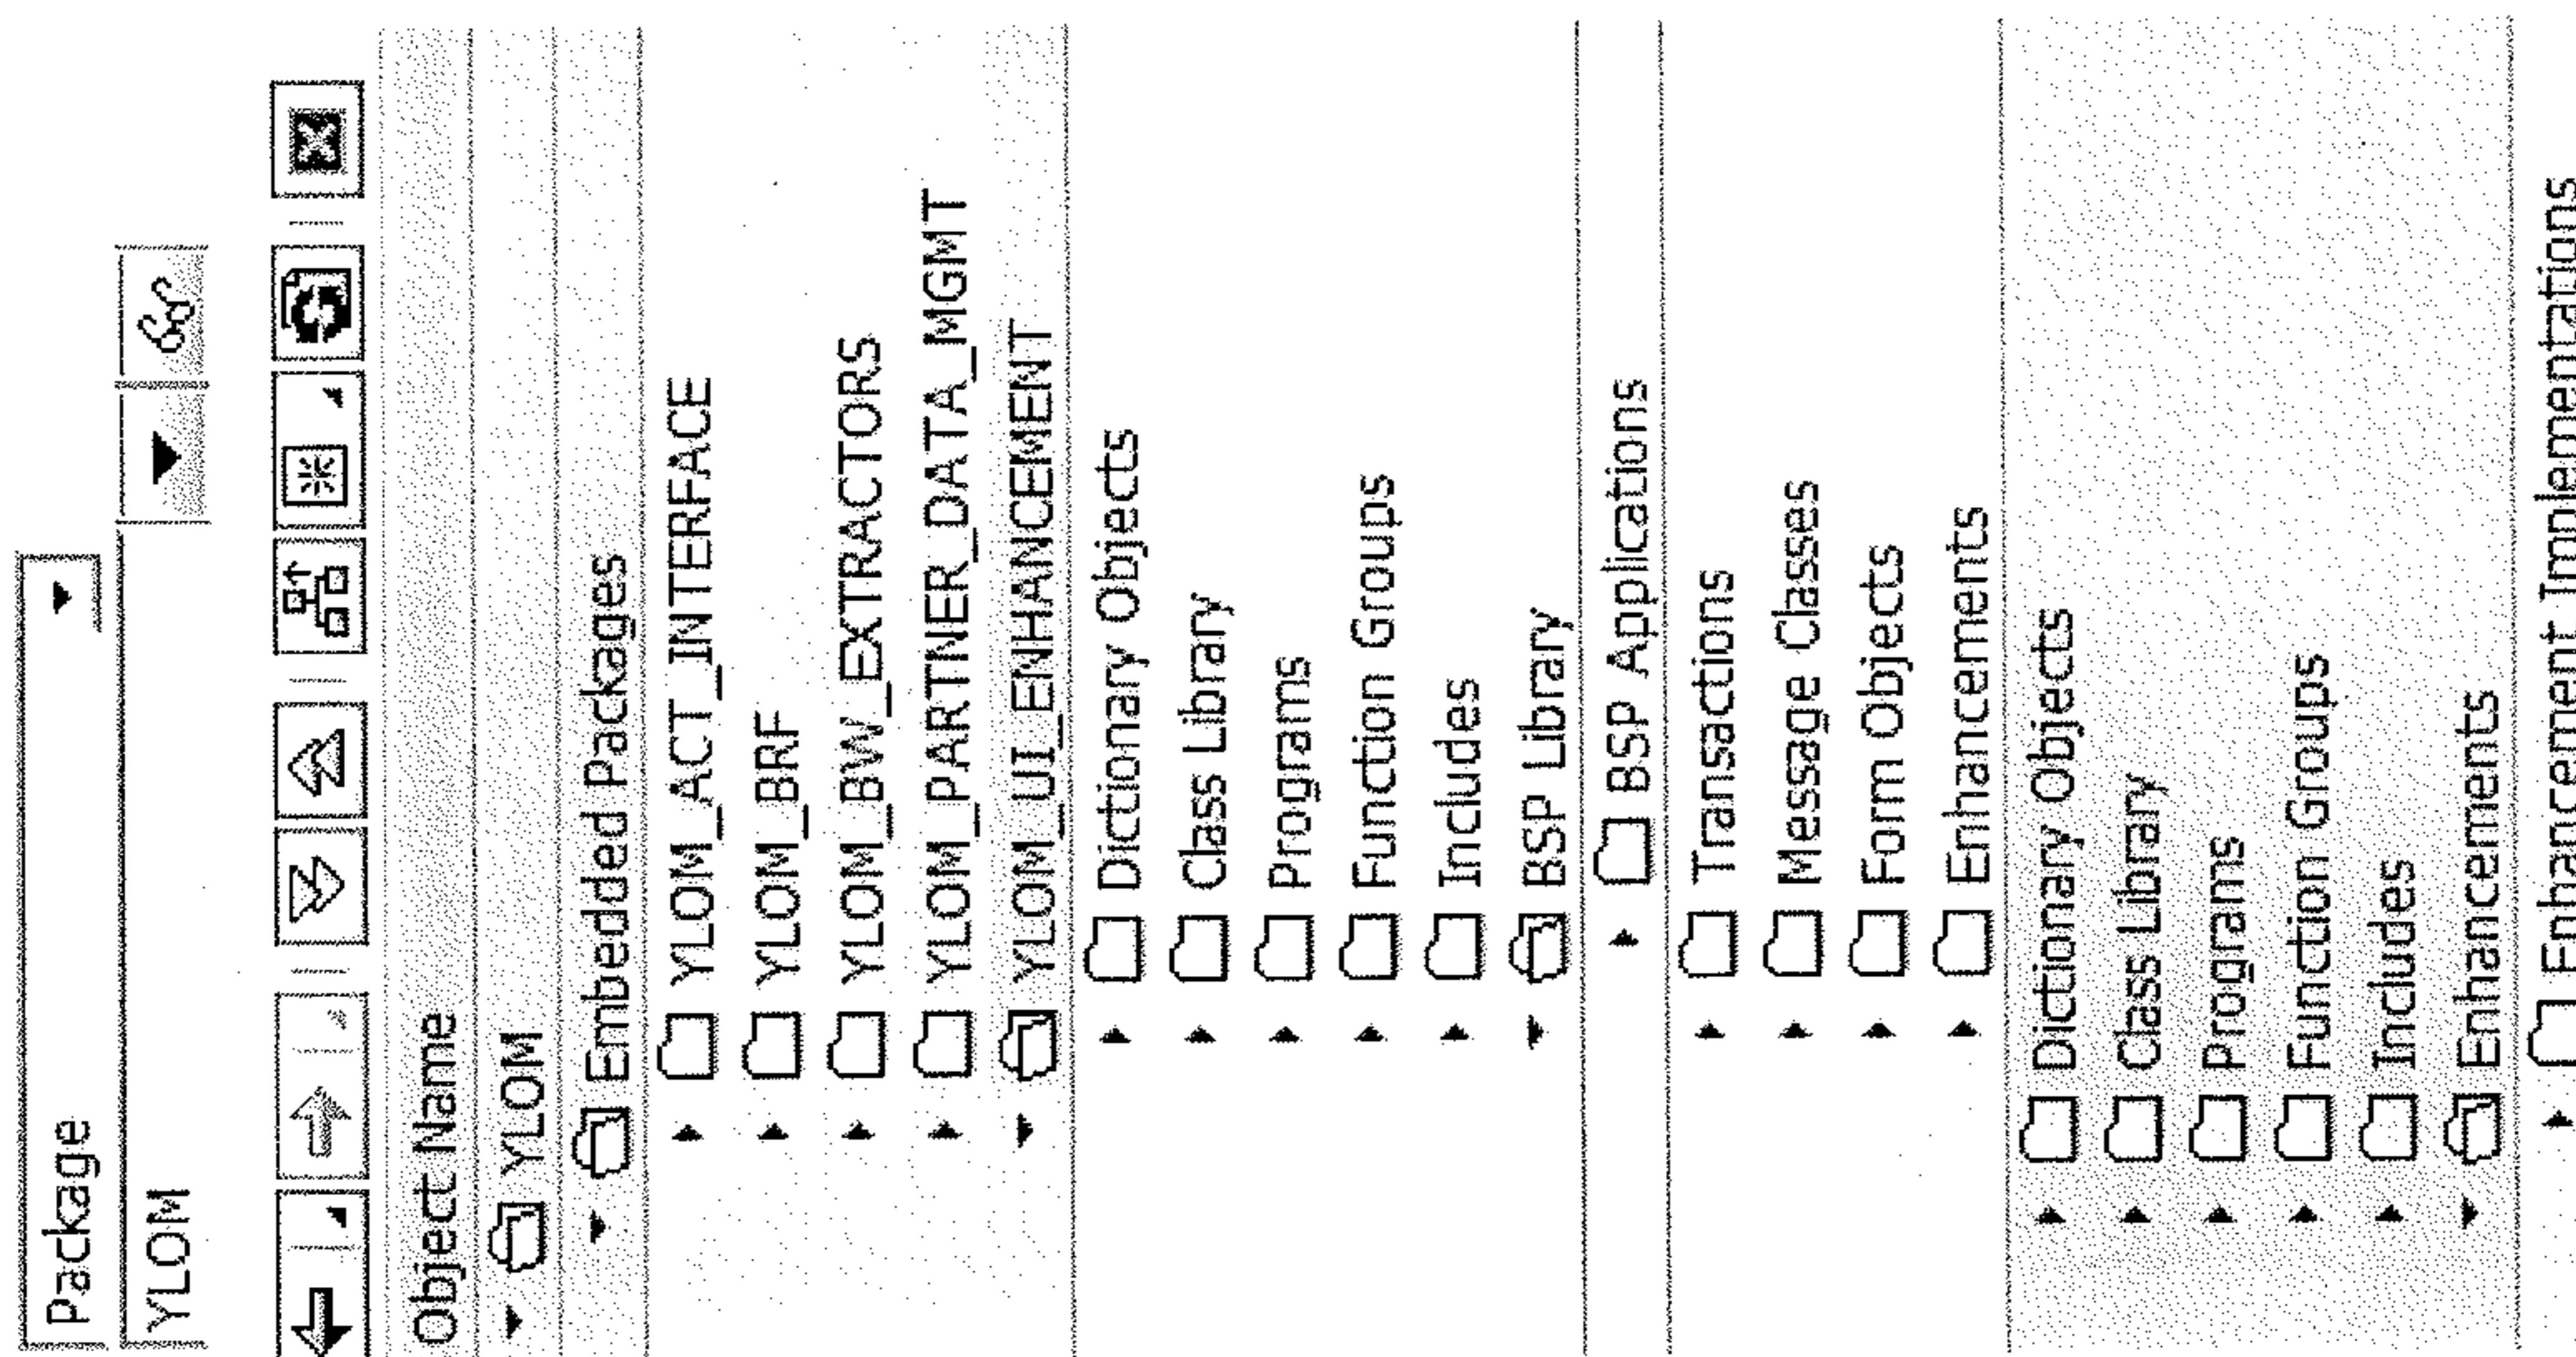 Package
YLOM
Object Name
YLOM
Embedded Packages
YLOM_ACT_INTERFACE
YLOM_BRF
YLOM_BW_EXTRACTORS
YLOM_PARTNER_DATA_MGMT
YLOM_UI_ENHANCEMENT
Dictionary Objects
Class Library
Programs
Function Groups
Includes
BSP Library
BSP Applications
Transactions
Message Classes
Form Objects
Enhancements
Dictionary Objects
Class Library
Programs
Function Groups
Includes
Enhancements
Enhancement Implementations